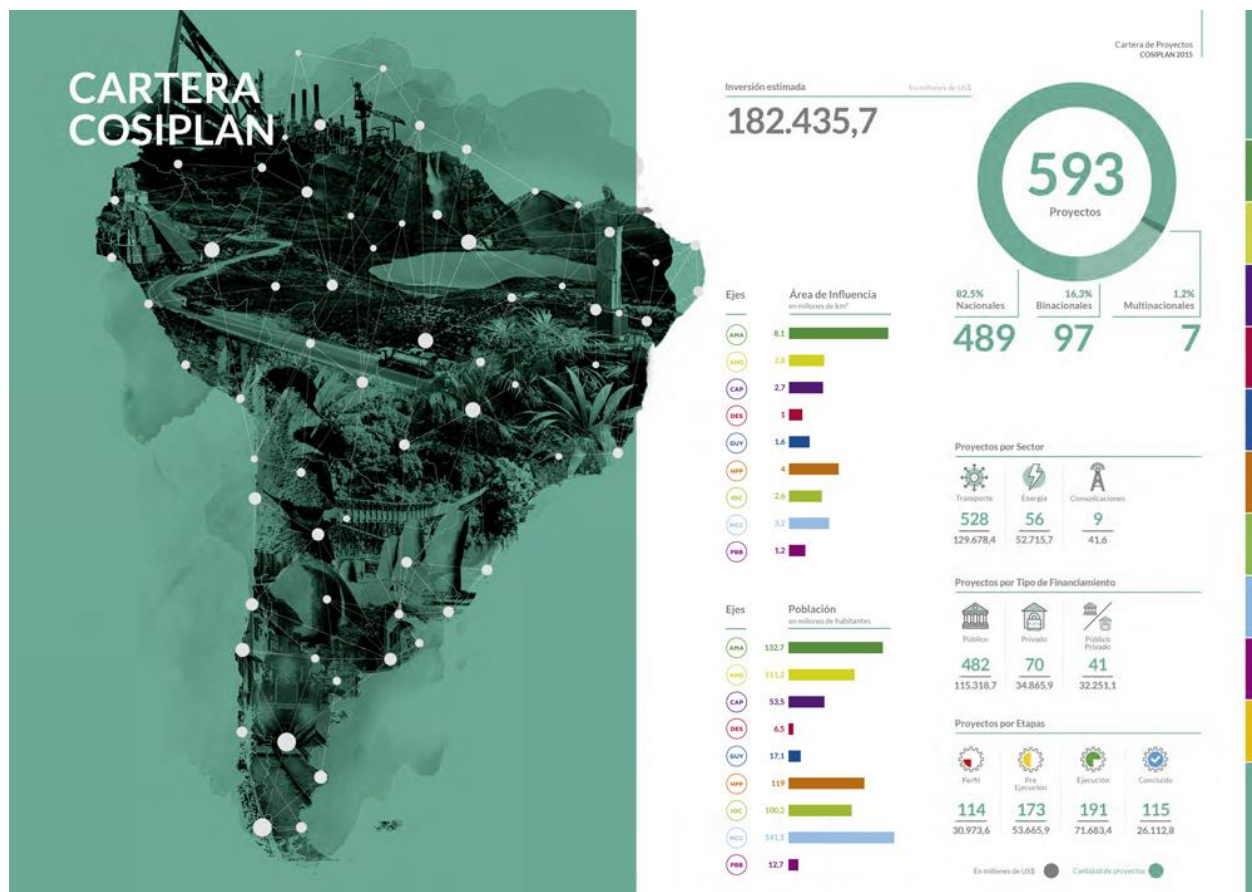 CARTERA
COSIPLAN
Cartera de Proyectos
COSIPLAN 2015
Inversión estimada
En millones de US$
182.435,7
593
Proyectos
82,5%
Nacionales
489
16,3%
Binacionales
97
1,2%
Multinacionales
7
Ejes
Área de Influencia
en millones de km²
AMA 8,1
AND 2,8
CAP 2,7
DES 1
GUY 1,6
HPP 4
IOC 2,6
MCC 3,2
PBB 1,2
Ejes
Población
en millones de habitantes
AMA 132,7
AND 111,2
CAP 53,5
DES 6,5
GUY 17,1
HPP 119
IOC 100,2
MCC 141,5
PBB 12,7
Proyectos por Sector
Transporte
528
129.678,4
Energía
56
52.715,7
Comunicaciones
9
41,6
Proyectos por Tipo de Financiamiento
Público
482
115.318,7
Privado
70
34.865,9
Público
Privado
41
32.251,1
Proyectos por Etapas
Perfil
114
30.973,6
Pre
Ejecución
173
53.665,9
Ejecución
191
71.683,4
Concluido
115
26.112,8
En millones de US$
Cantidad de proyectos